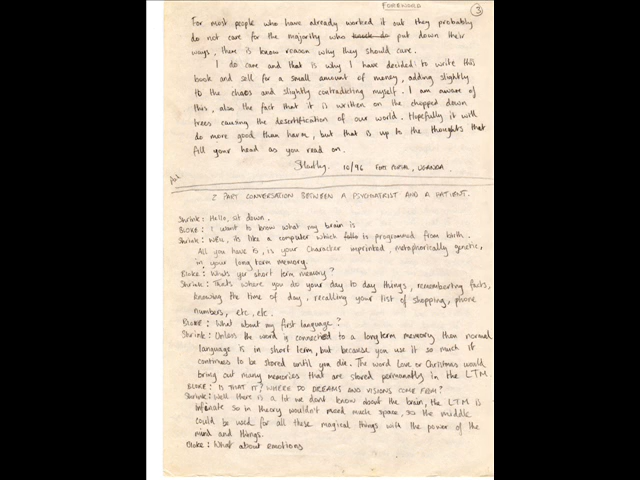 FOREWORD
3
For most people who have already worked it out they probably
do not care for the majority who put down their
ways, there is know reason why they should care.
I do care and that is why I have decided to write this
book and sell for a small amount of money, adding slightly
to the chaos and slightly contradicting myself. I am aware of
this, also the fact that it is written on the chopped down
trees causing the desertification of our world. Hopefully it will
do more good than harm, but that is up to the thoughts that
fill your head as you read on.
10/96 FORT PORTAL, UGANDA
2 PART CONVERSATION BETWEEN A PSYCHIATRIST AND A PATIENT.
Shrink: Hello, sit down.
Bloke: I want to know what my brain is
Shrink: Well, its like a computer which is programmed from birth.
All you have is, is your character imprinted, metaphorically genetic,
in your long term memory.
Bloke: Whats yer short term memory?
Shrink: Thats where you do your day to day things, remembering facts,
knowing the time of day, recalling your list of shopping, phone
numbers, etc, etc.
Bloke: What about my first language?
Shrink: Unless the word is connected to a long term memory then normal
language is in short term, but because you use it so much it
continues to be stored until you die. The word Love or Christmas would
bring out many memories that are stored permanatly in the LTM
BLOKE: IS THAT IT? WHERE DO DREAMS AND VISIONS COME FROM?
Shrink: Well there is a lot we dont know about the brain, the LTM is
infinate so in theory wouldn't need much space, so the middle
could be used for all these magical things with the power of the
mind and things.
Bloke: What about emotions